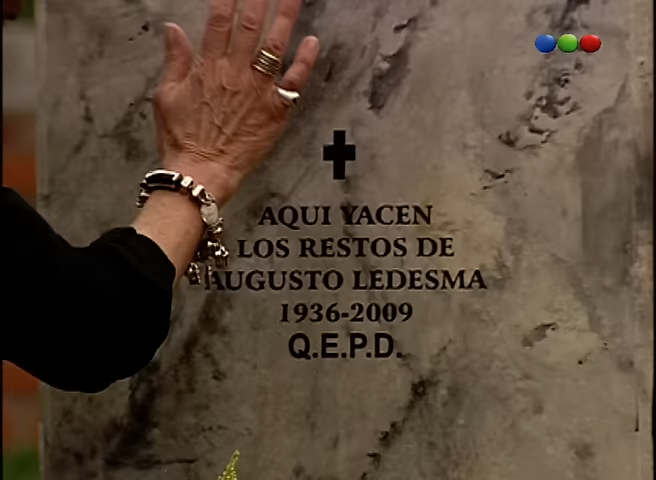 AQUI YACEN
LOS RESTOS DE
AUGUSTO LEDESMA
1936-2009
Q.E.P.D.